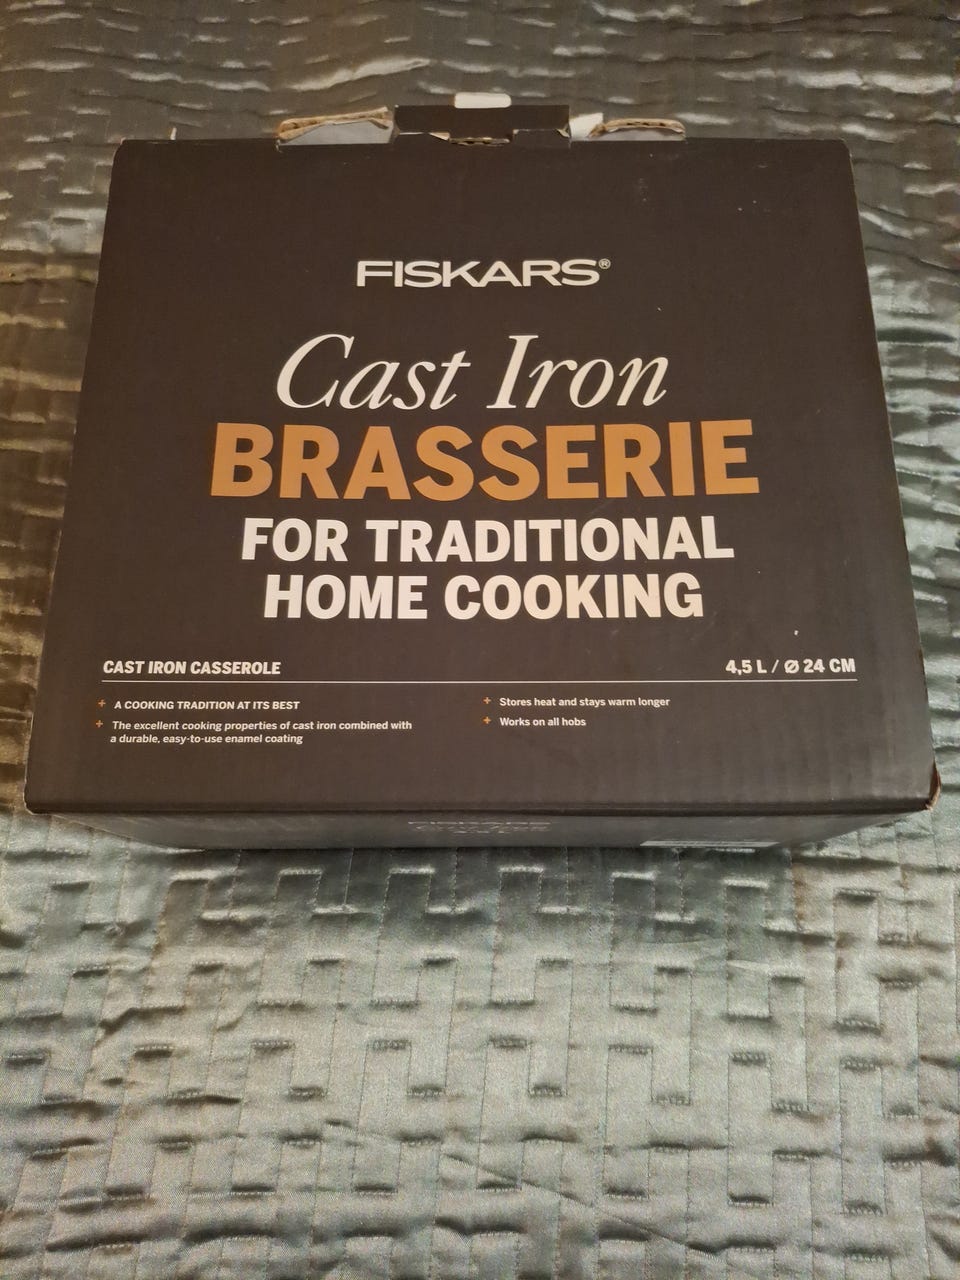 FISKARS®
Cast Iron
BRASSERIE
FOR TRADITIONAL
HOME COOKING
CAST IRON CASSEROLE
4,5 L / Ø 24 CM
+ A COOKING TRADITION AT ITS BEST
+ The excellent cooking properties of cast iron combined with
a durable, easy-to-use enamel coating
+ Stores heat and stays warm longer
+ Works on all hobs